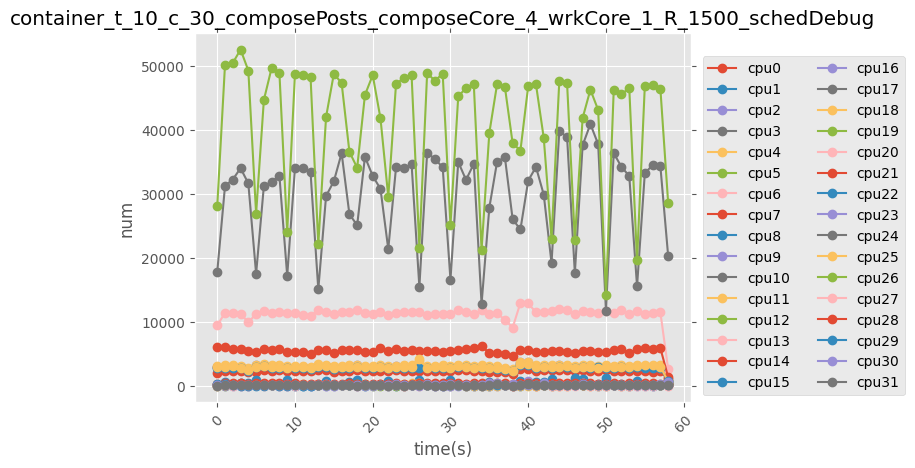 container_t_10_c_30_composePosts_composeCore_4_wrkCore_1_R_1500_schedDebug
50000
40000
30000
20000
10000
0
num
0 10 20 30 40 50 60
time(s)
cpu0 cpu16
cpu1 cpu17
cpu2 cpu18
cpu3 cpu19
cpu4 cpu20
cpu5 cpu21
cpu6 cpu22
cpu7 cpu23
cpu8 cpu24
cpu9 cpu25
cpu10 cpu26
cpu11 cpu27
cpu12 cpu28
cpu13 cpu29
cpu14 cpu30
cpu15 cpu31